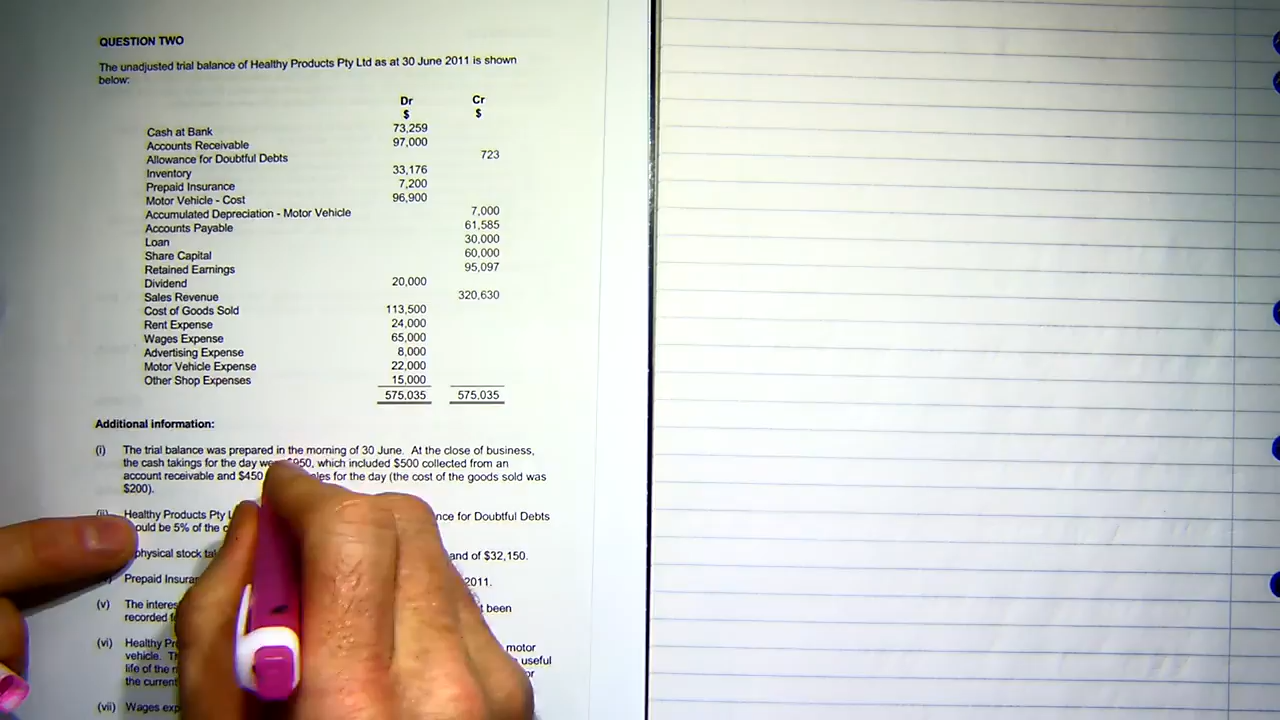 QUESTION TWO
The unadjusted trial balance of Healthy Products Pty Ltd as at 30 June 2011 is shown
below:
Dr Cr
$ $
Cash at Bank 73,259
Accounts Receivable 97,000
Allowance for Doubtful Debts 723
Inventory 33,176
Prepaid Insurance 7,200
Motor Vehicle - Cost 96,900
Accumulated Depreciation - Motor Vehicle 7,000
Accounts Payable 61,585
Loan 30,000
Share Capital 60,000
Retained Earnings 95,097
Dividend 20,000
Sales Revenue 320,630
Cost of Goods Sold 113,500
Rent Expense 24,000
Wages Expense 65,000
Advertising Expense 8,000
Motor Vehicle Expense 22,000
Other Shop Expenses 15,000
575,035 575,035
Additional information:
(i) The trial balance was prepared in the morning of 30 June. At the close of business,
the cash takings for the day $950, which included $500 collected from an
account receivable and $450 for the day (the cost of the goods sold was
$200).
(ii) Healthy Products Pty for Doubtful Debts
be 5% of the
physical stock and of $32,150.
Prepaid 2011.
(v) The been
recorded
(vi) Healthy motor
vehicle. useful
life of the
the current
(vii) Wages